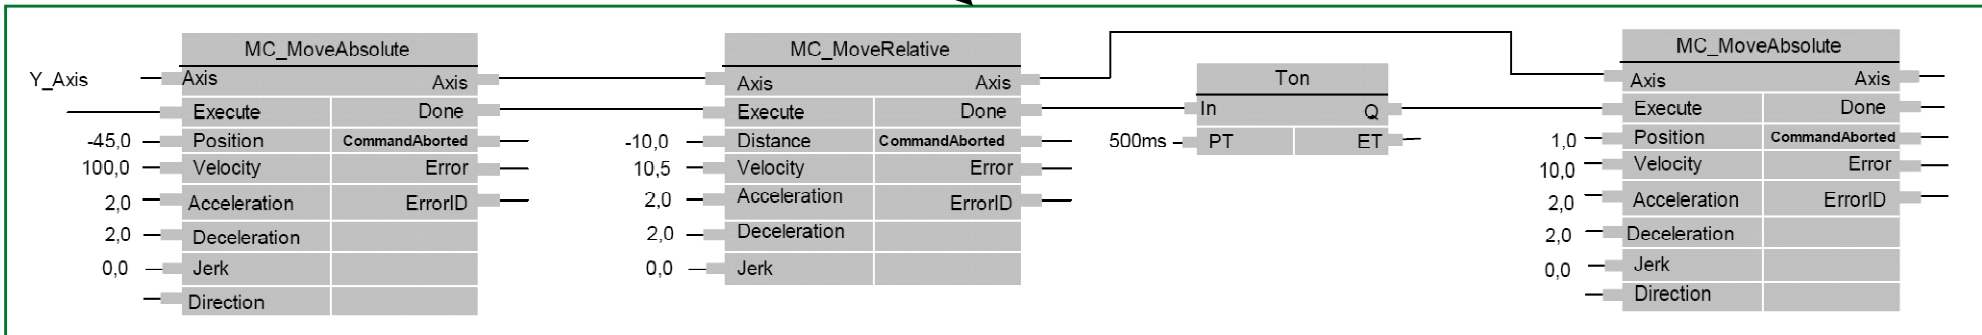 MC_MoveAbsolute
Y_Axis Axis Axis
Execute Done
-45,0 Position CommandAborted
100,0 Velocity Error
2,0 Acceleration ErrorID
2,0 Deceleration
0,0 Jerk
Direction
MC_MoveRelative
Axis Axis
Execute Done
-10,0 Distance CommandAborted
10,5 Velocity Error
2,0 Acceleration ErrorID
2,0 Deceleration
0,0 Jerk
Ton
In Q
500ms PT ET
MC_MoveAbsolute
Axis Axis
Execute Done
1,0 Position CommandAborted
10,0 Velocity Error
2,0 Acceleration ErrorID
2,0 Deceleration
0,0 Jerk
Direction